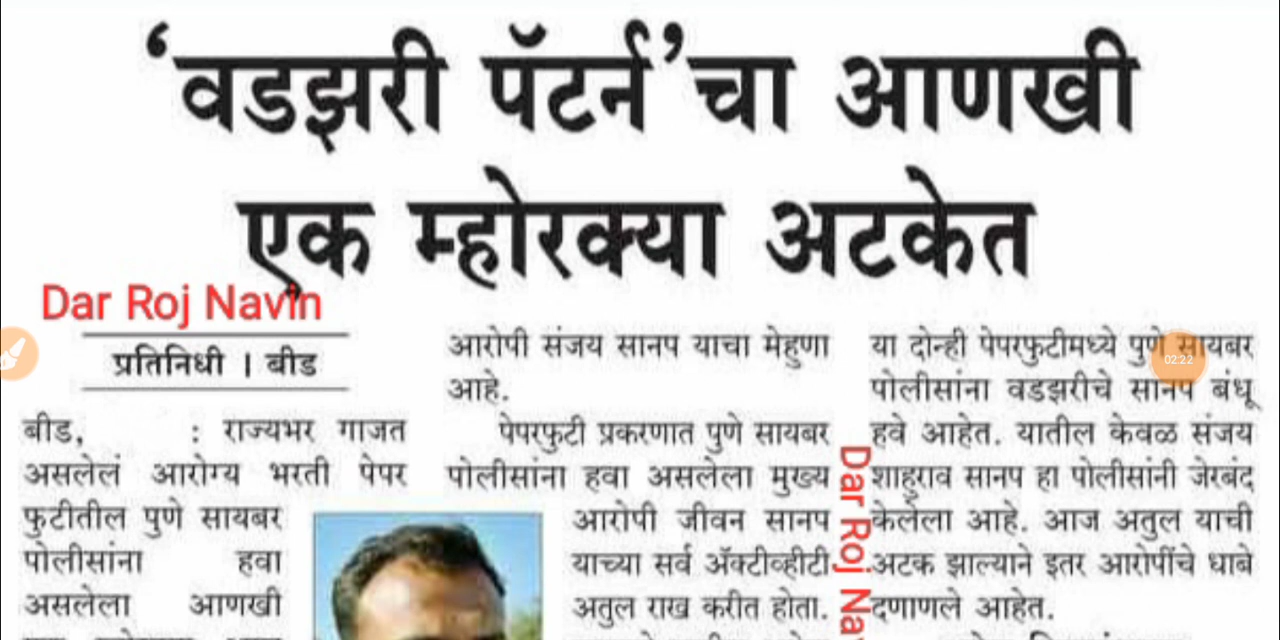 ‘वडझरी पॅटर्न’चा आणखी
एक म्होरक्या अटकेत
Dar Roj Navin
प्रतिनिधी । बीड
बीड, : राज्यभर गाजत
असलेलं आरोग्य भरती पेपर
फुटीतील पुणे सायबर
पोलीसांना हवा
असलेला आणखी
आरोपी संजय सानप याचा मेहुणा
आहे.
पेपरफुटी प्रकरणात पुणे सायबर
पोलीसांना हवा असलेला मुख्य
आरोपी जीवन सानप
याच्या सर्व ॲक्टीव्हीटी
अतुल राख करीत होता.
Dar Roj Na
या दोन्ही पेपरफुटीमध्ये पुणे सायबर
पोलीसांना वडझरीचे सानप बंधू
हवे आहेत. यातील केवळ संजय
शाहुराव सानप हा पोलीसांनी जेरबंद
केलेला आहे. आज अतुल याची
अटक झाल्याने इतर आरोपींचे धाबे
दणाणले आहेत.
02:22